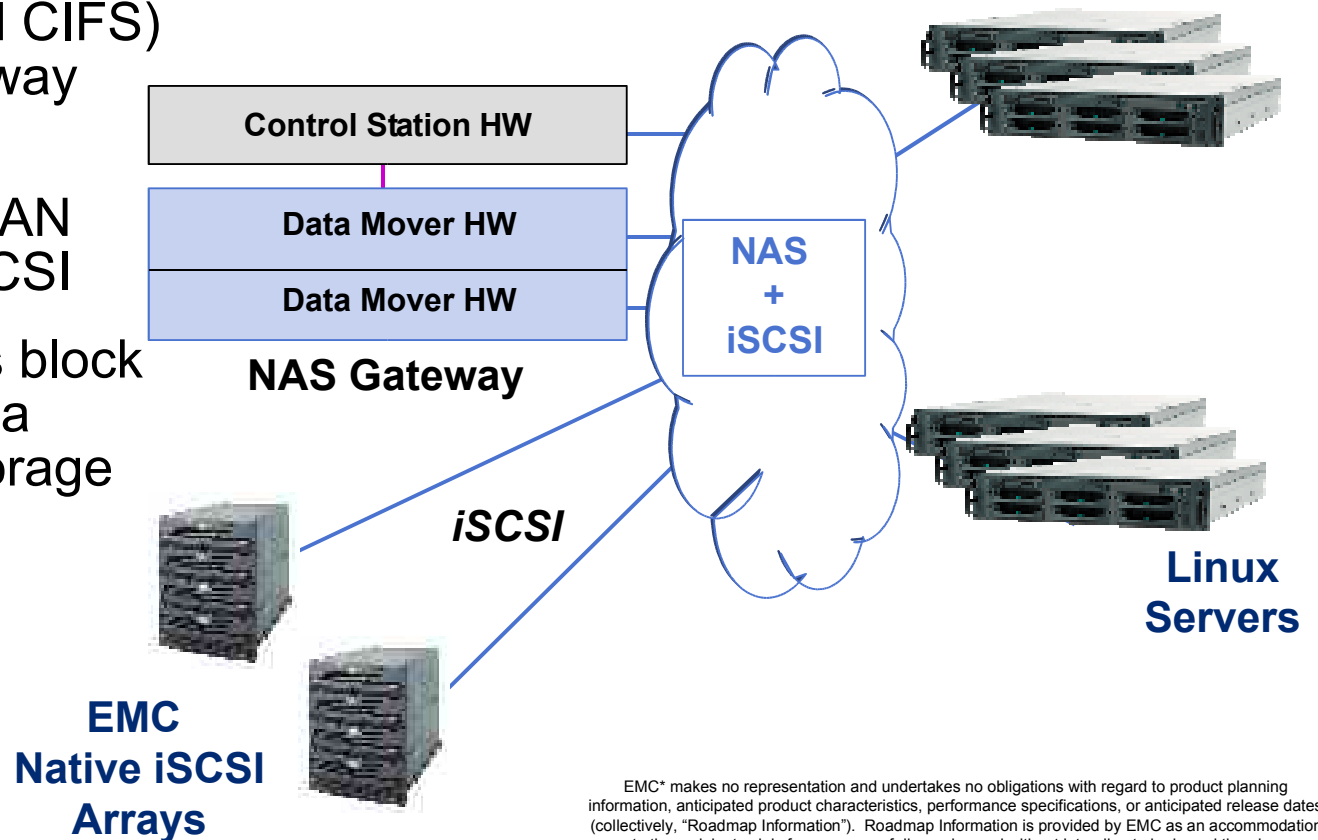 CIFS)
way
AN
CSI
s block
a
orage
Control Station HW
Data Mover HW
Data Mover HW
NAS Gateway
NAS
+
iSCSI
iSCSI
Linux
Servers
EMC
Native iSCSI
Arrays
EMC* makes no representation and undertakes no obligations with regard to product planning
information, anticipated product characteristics, performance specifications, or anticipated release dates
(collectively, “Roadmap Information”). Roadmap Information is provided by EMC as an accommodation